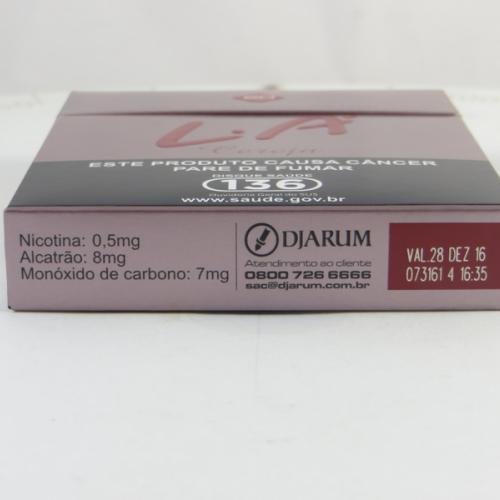 L.A
Cereja
ESTE PRODUTO CAUSA CÂNCER
PARE DE FUMAR
DISQUE SAÚDE
136
Ouvidoria Geral do SUS
www.saude.gov.br
Nicotina: 0,5mg
Alcatrão: 8mg
Monóxido de carbono: 7mg
DJARUM
Atendimento ao cliente
0800 726 6666
sac@djarum.com.br
VAL.28 DEZ 16
073161 4 16:35